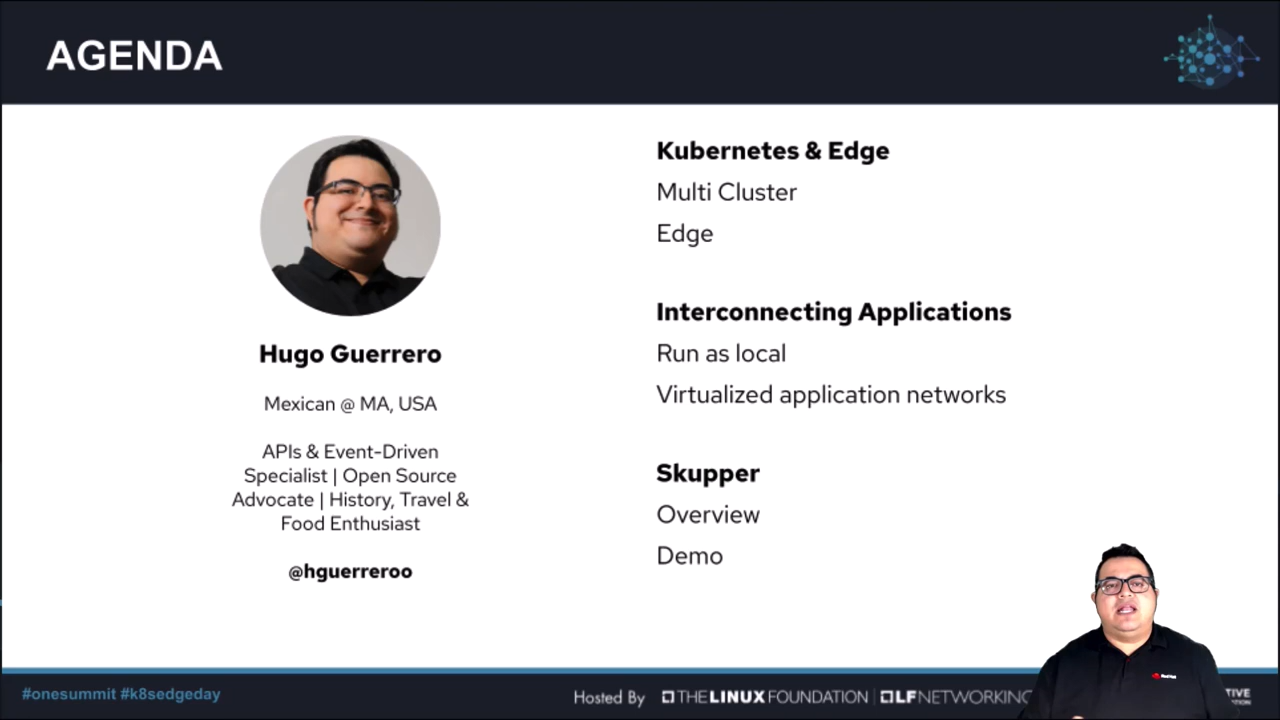 AGENDA
Hugo Guerrero
Mexican @ MA, USA
APIs & Event-Driven
Specialist | Open Source
Advocate | History, Travel &
Food Enthusiast
@hguerreroo
Kubernetes & Edge
Multi Cluster
Edge
Interconnecting Applications
Run as local
Virtualized application networks
Skupper
Overview
Demo
#onesummit #k8sedgeday
Hosted By THE LINUX FOUNDATION | LF NETWORKING